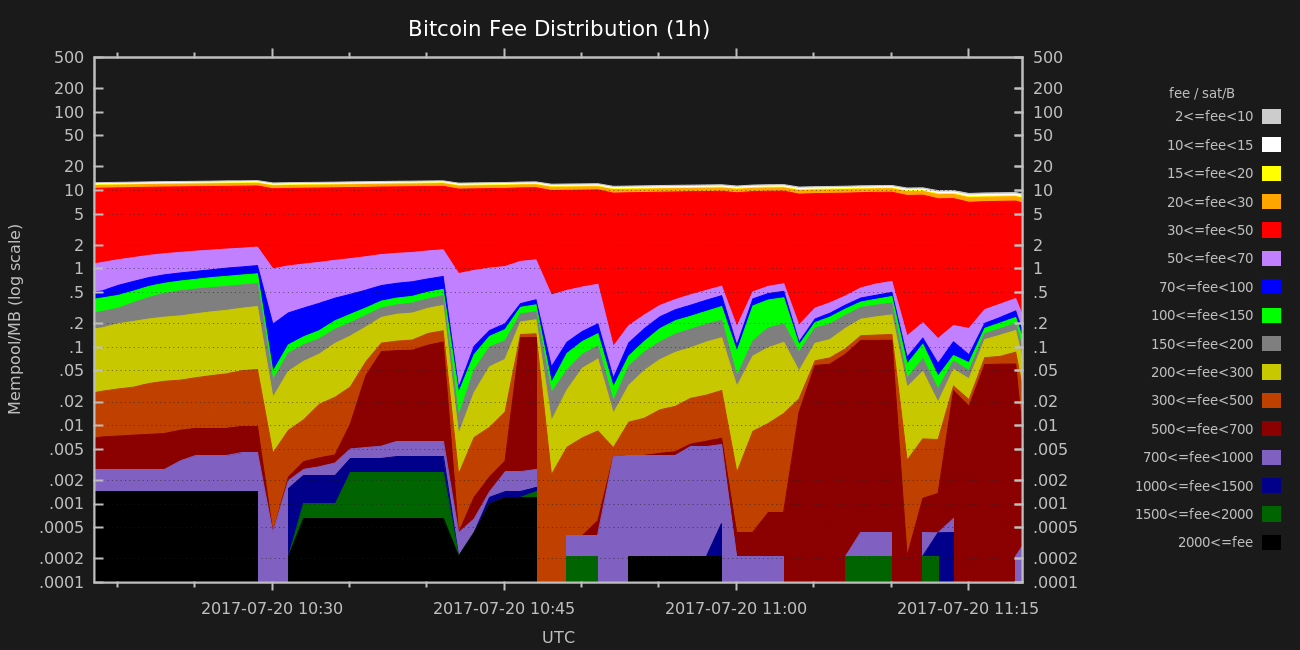 Bitcoin Fee Distribution (1h)
Mempool/MB (log scale)
500
200
100
50
20
10
5
2
1
.5
.2
.1
.05
.02
.01
.005
.002
.001
.0005
.0002
.0001
500
200
100
50
20
10
5
2
1
.5
.2
.1
.05
.02
.01
.005
.002
.001
.0005
.0002
.0001
2017-07-20 10:30
2017-07-20 10:45
2017-07-20 11:00
2017-07-20 11:15
UTC
fee / sat/B
2<=fee<10
10<=fee<15
15<=fee<20
20<=fee<30
30<=fee<50
50<=fee<70
70<=fee<100
100<=fee<150
150<=fee<200
200<=fee<300
300<=fee<500
500<=fee<700
700<=fee<1000
1000<=fee<1500
1500<=fee<2000
2000<=fee